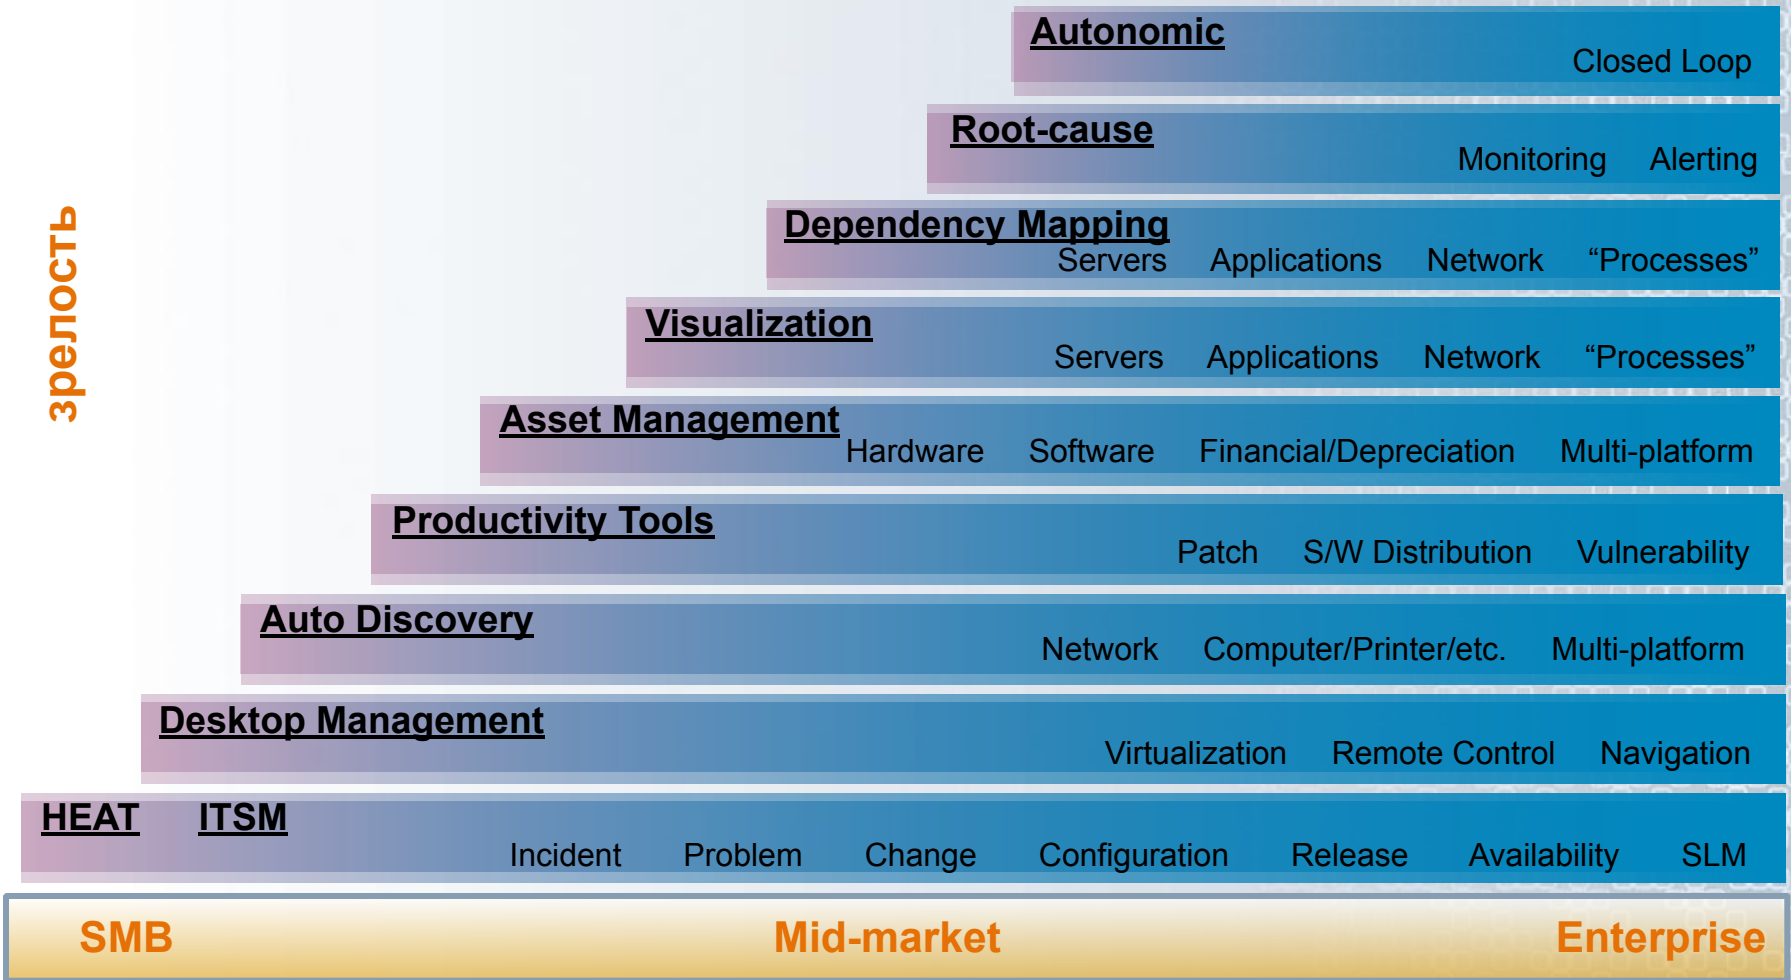 Autonomic
Closed Loop
Root-cause
Monitoring Alerting
Dependency Mapping
Servers Applications Network “Processes”
Visualization
Servers Applications Network “Processes”
Asset Management
Hardware Software Financial/Depreciation Multi-platform
Productivity Tools
Patch S/W Distribution Vulnerability
Auto Discovery
Network Computer/Printer/etc. Multi-platform
Desktop Management
Virtualization Remote Control Navigation
HEAT ITSM
Incident Problem Change Configuration Release Availability SLM
SMB Mid-market Enterprise
зрелость